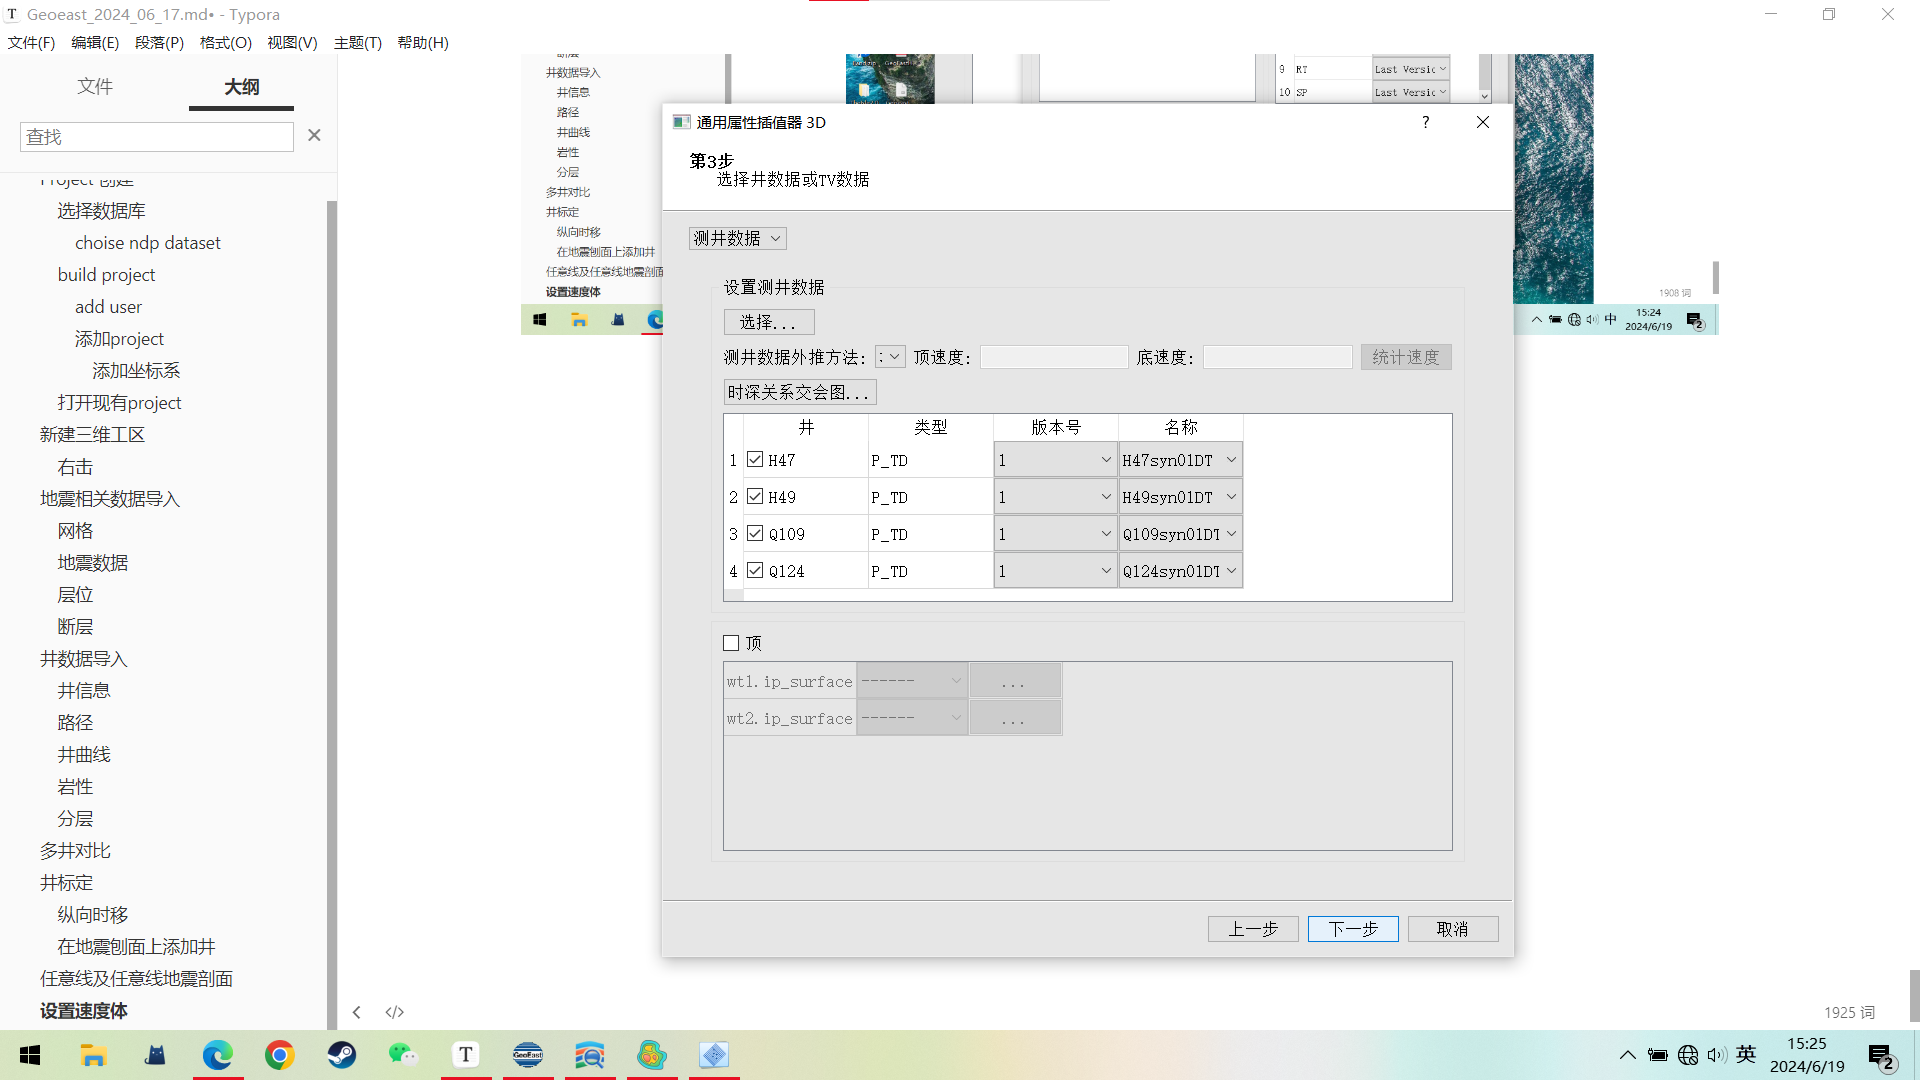 Geoeast_2024_06_17.md• - Typora
文件(F) 编辑(E) 段落(P) 格式(O) 视图(V) 主题(T) 帮助(H)
文件 大纲
查找
Project 创建
选择数据库
choise ndp dataset
build project
add user
添加project
添加坐标系
打开现有project
新建三维工区
右击
地震相关数据导入
网格
地震数据
层位
断层
井数据导入
井信息
路径
井曲线
岩性
分层
多井对比
井标定
纵向时移
在地震刨面上添加井
任意线及任意线地震剖面
设置速度体
井数据导入
井信息
路径
井曲线
岩性
分层
多井对比
井标定
纵向时移
在地震刨面上添加井
任意线及任意线地震剖面
设置速度体
9 RT Last Versic
10 SP Last Versic
1908 词
中
15:24
2024/6/19
2
通用属性插值器 3D
?
第3步
选择井数据或TV数据
测井数据
设置测井数据
选择...
测井数据外推方法: 顶速度: 底速度: 统计速度
时深关系交会图...
井 类型 版本号 名称
1 H47 P_TD 1 H47syn01DT
2 H49 P_TD 1 H49syn01DT
3 Q109 P_TD 1 Q109syn01DT
4 Q124 P_TD 1 Q124syn01DT
顶
wt1.ip_surface ------ ...
wt2.ip_surface ------ ...
上一步 下一步 取消
</>
1925 词
T
GeoEast
英
15:25
2024/6/19
2